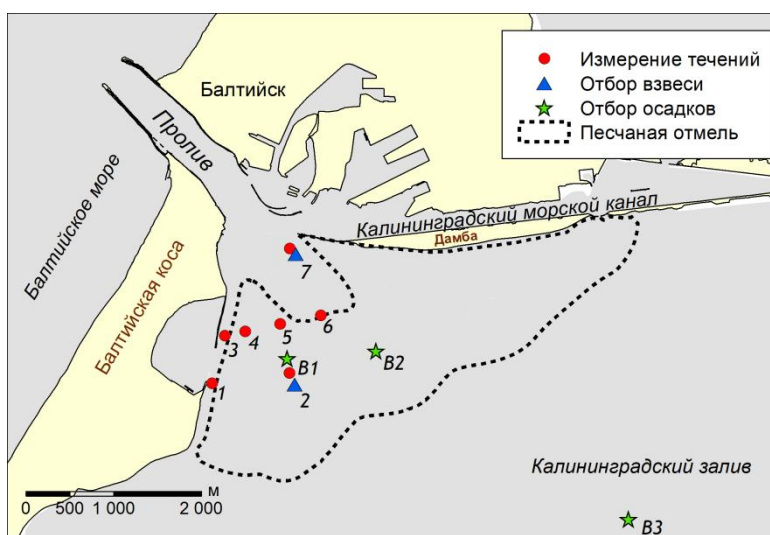 Измерение течений
Отбор взвеси
Отбор осадков
Песчаная отмель
Балтийск
Пролив
Балтийское море
Калининградский морской канал
Дамба
Балтийская коса
7
6
5
4
3
B1
B2
1
2
Калининградский залив
B3
м
0 500 1 000 2 000